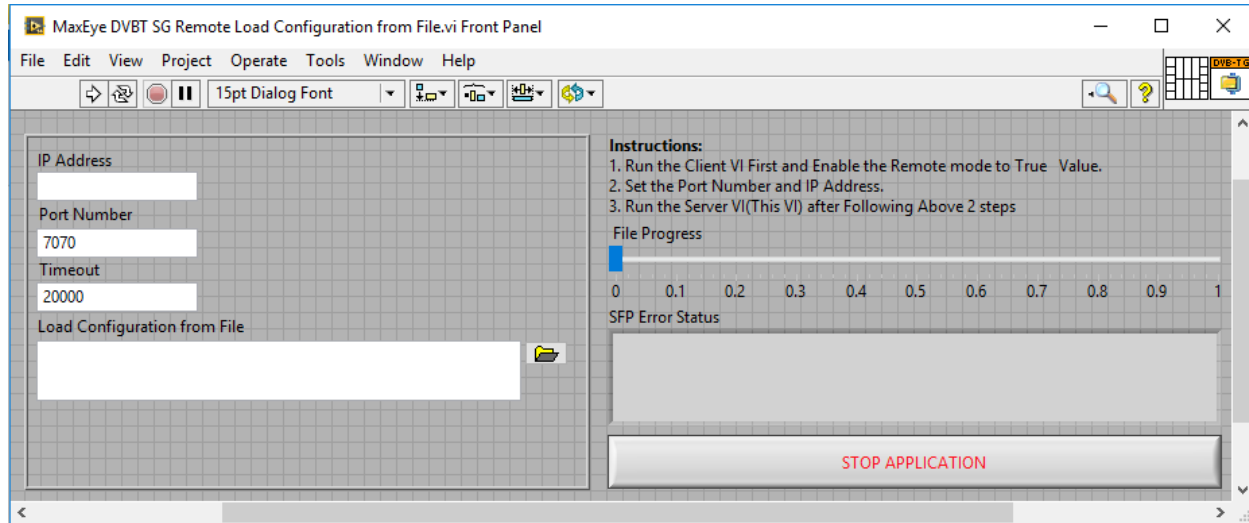 MaxEye DVBT SG Remote Load Configuration from File.vi Front Panel
File Edit View Project Operate Tools Window Help
15pt Dialog Font
?
DVB-T G
IP Address
Port Number
7070
Timeout
20000
Load Configuration from File
Instructions:
1. Run the Client VI First and Enable the Remote mode to True Value.
2. Set the Port Number and IP Address.
3. Run the Server VI(This VI) after Following Above 2 steps
File Progress
0 0.1 0.2 0.3 0.4 0.5 0.6 0.7 0.8 0.9 1
SFP Error Status
STOP APPLICATION